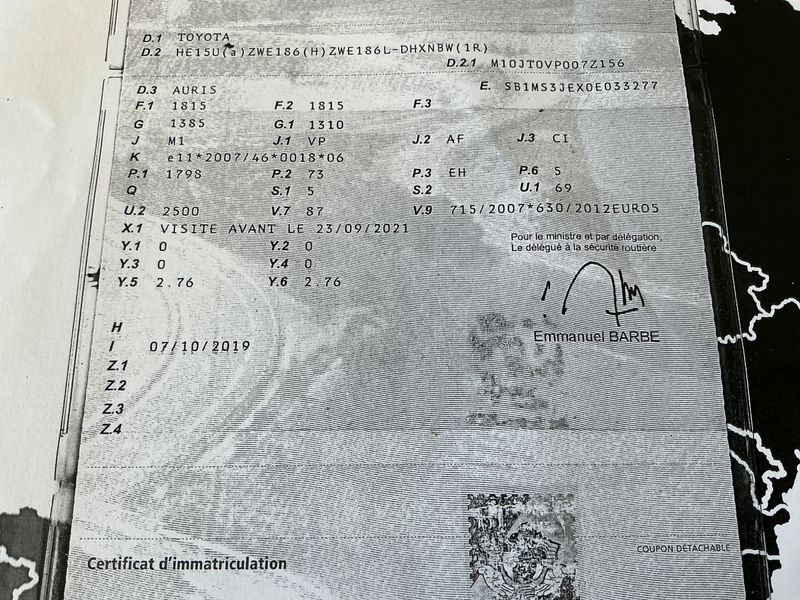 D.1 TOYOTA
D.2 HE15U(a)ZWE186(H)ZWE186L-DHXNBW(1R)
D.2.1 M10JTOVP007Z156
D.3 AURIS E. SB1MS3JEX0E033277
F.1 1815 F.2 1815 F.3
G 1385 G.1 1310
J M1 J.1 VP J.2 AF J.3 CI
K e11*2007/46*0018*06
P.1 1798 P.2 73 P.3 EH P.6 5
Q S.1 5 S.2 U.1 69
U.2 2500 V.7 87 V.9 715/2007*630/2012EURO5
X.1 VISITE AVANT LE 23/09/2021
Y.1 0 Y.2 0
Y.3 0 Y.4 0
Y.5 2.76 Y.6 2.76
Pour le ministre et par délégation,
Le délégué à la sécurité routière
Emmanuel BARBE
H
I 07/10/2019
Z.1
Z.2
Z.3
Z.4
Certificat d'immatriculation
COUPON DÉTACHABLE